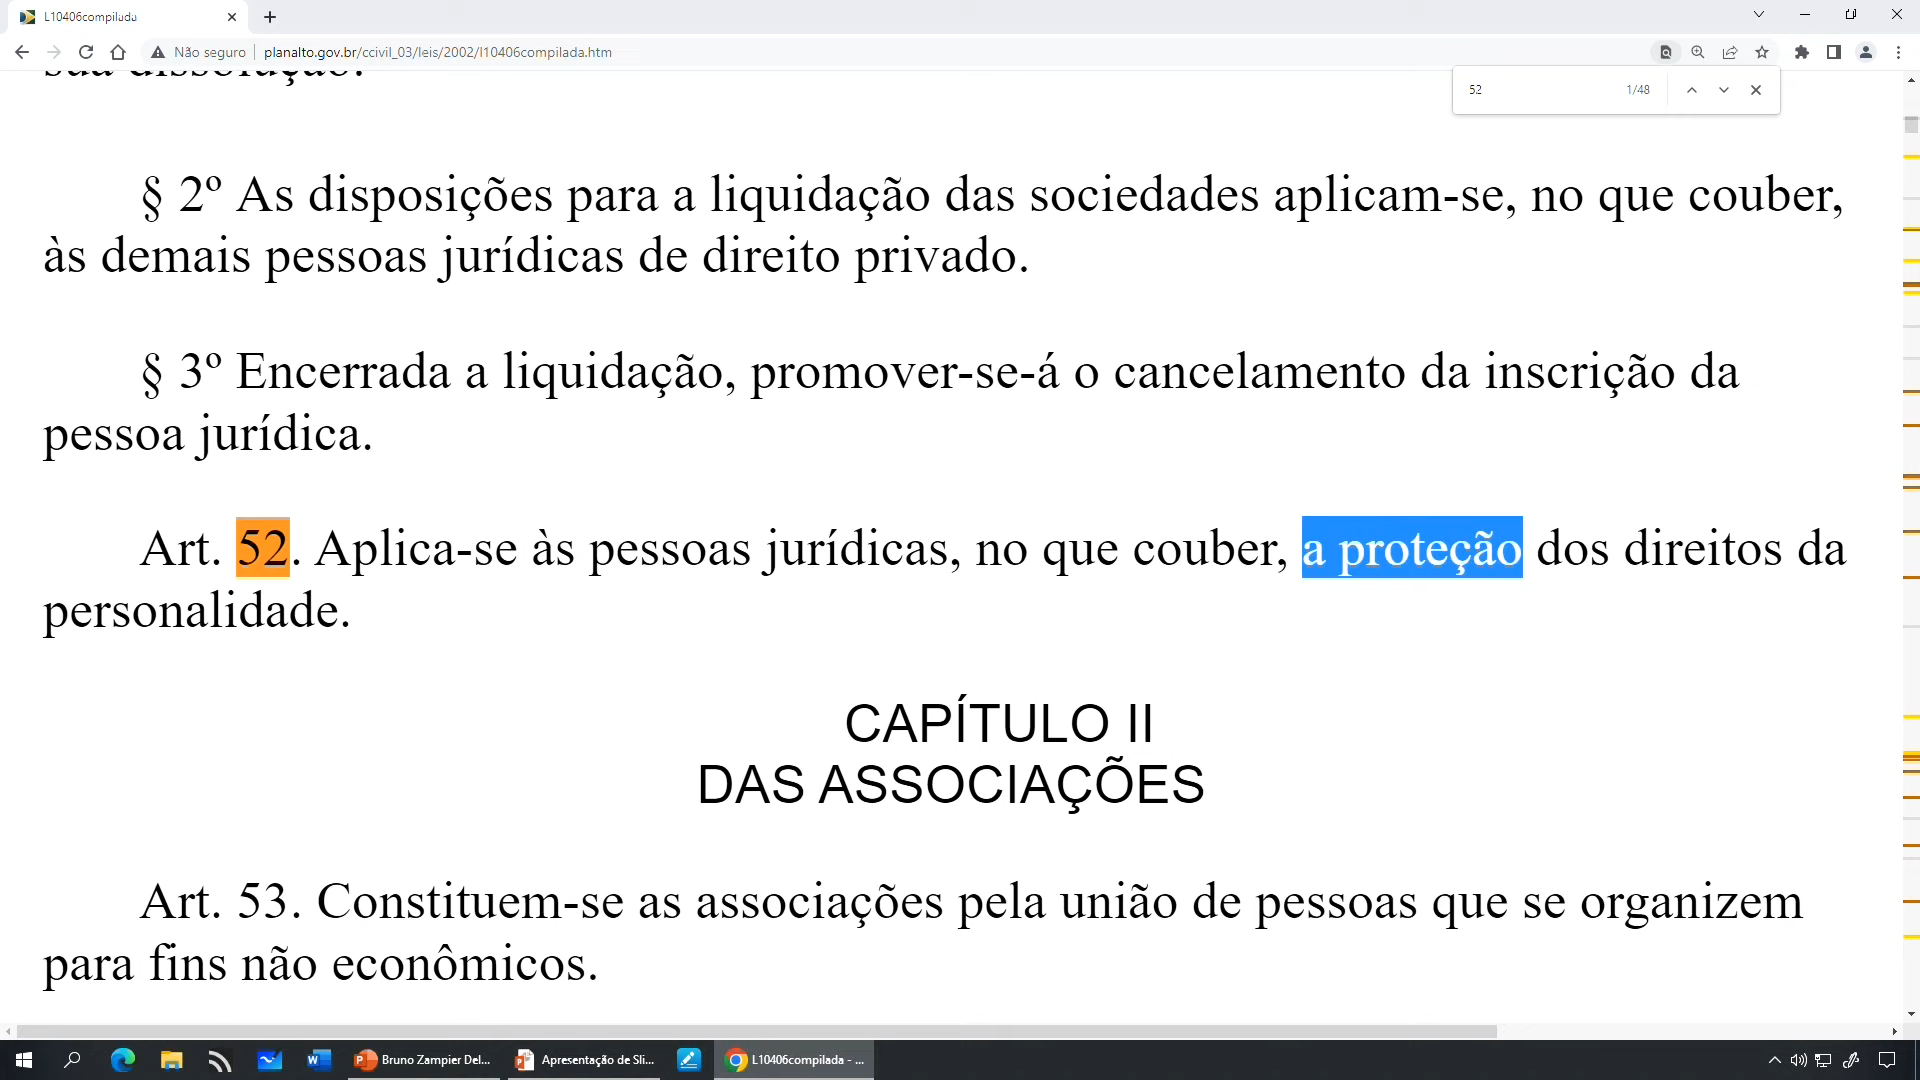 L10406compilada
Não seguro
planalto.gov.br/ccivil_03/leis/2002/l10406compilada.htm
52
1/48
sua dissolução.
§ 2º As disposições para a liquidação das sociedades aplicam-se, no que couber,
às demais pessoas jurídicas de direito privado.
§ 3º Encerrada a liquidação, promover-se-á o cancelamento da inscrição da
pessoa jurídica.
Art. 52. Aplica-se às pessoas jurídicas, no que couber, a proteção dos direitos da
personalidade.
CAPÍTULO II
DAS ASSOCIAÇÕES
Art. 53. Constituem-se as associações pela união de pessoas que se organizem
para fins não econômicos.
Bruno Zampier Del...
Apresentação de Sli...
L10406compilada - ...